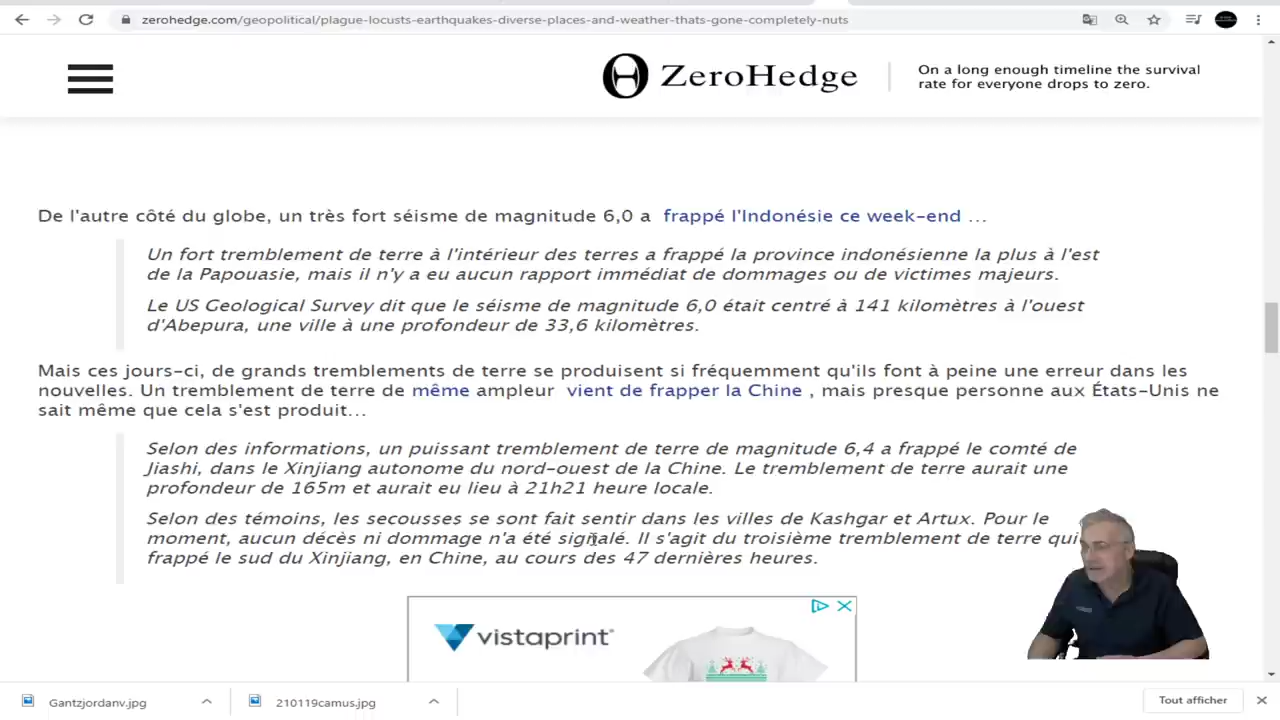 zerohedge.com/geopolitical/plague-locusts-earthquakes-diverse-places-and-weather-thats-gone-completely-nuts
ZeroHedge
On a long enough timeline the survival
rate for everyone drops to zero.
De l'autre côté du globe, un très fort séisme de magnitude 6,0 a frappé l'Indonésie ce week-end ...
Un fort tremblement de terre à l'intérieur des terres a frappé la province indonésienne la plus à l'est
de la Papouasie, mais il n'y a eu aucun rapport immédiat de dommages ou de victimes majeurs.
Le US Geological Survey dit que le séisme de magnitude 6,0 était centré à 141 kilomètres à l'ouest
d'Abepura, une ville à une profondeur de 33,6 kilomètres.
Mais ces jours-ci, de grands tremblements de terre se produisent si fréquemment qu'ils font à peine une erreur dans les
nouvelles. Un tremblement de terre de même ampleur vient de frapper la Chine , mais presque personne aux États-Unis ne
sait même que cela s'est produit...
Selon des informations, un puissant tremblement de terre de magnitude 6,4 a frappé le comté de
Jiashi, dans le Xinjiang autonome du nord-ouest de la Chine. Le tremblement de terre aurait une
profondeur de 165m et aurait eu lieu à 21h21 heure locale.
Selon des témoins, les secousses se sont fait sentir dans les villes de Kashgar et Artux. Pour le
moment, aucun décès ni dommage n'a été signalé. Il s'agit du troisième tremblement de terre qui
frappé le sud du Xinjiang, en Chine, au cours des 47 dernières heures.
vistaprint
Gantzjordanv.jpg
210119camus.jpg
Tout afficher